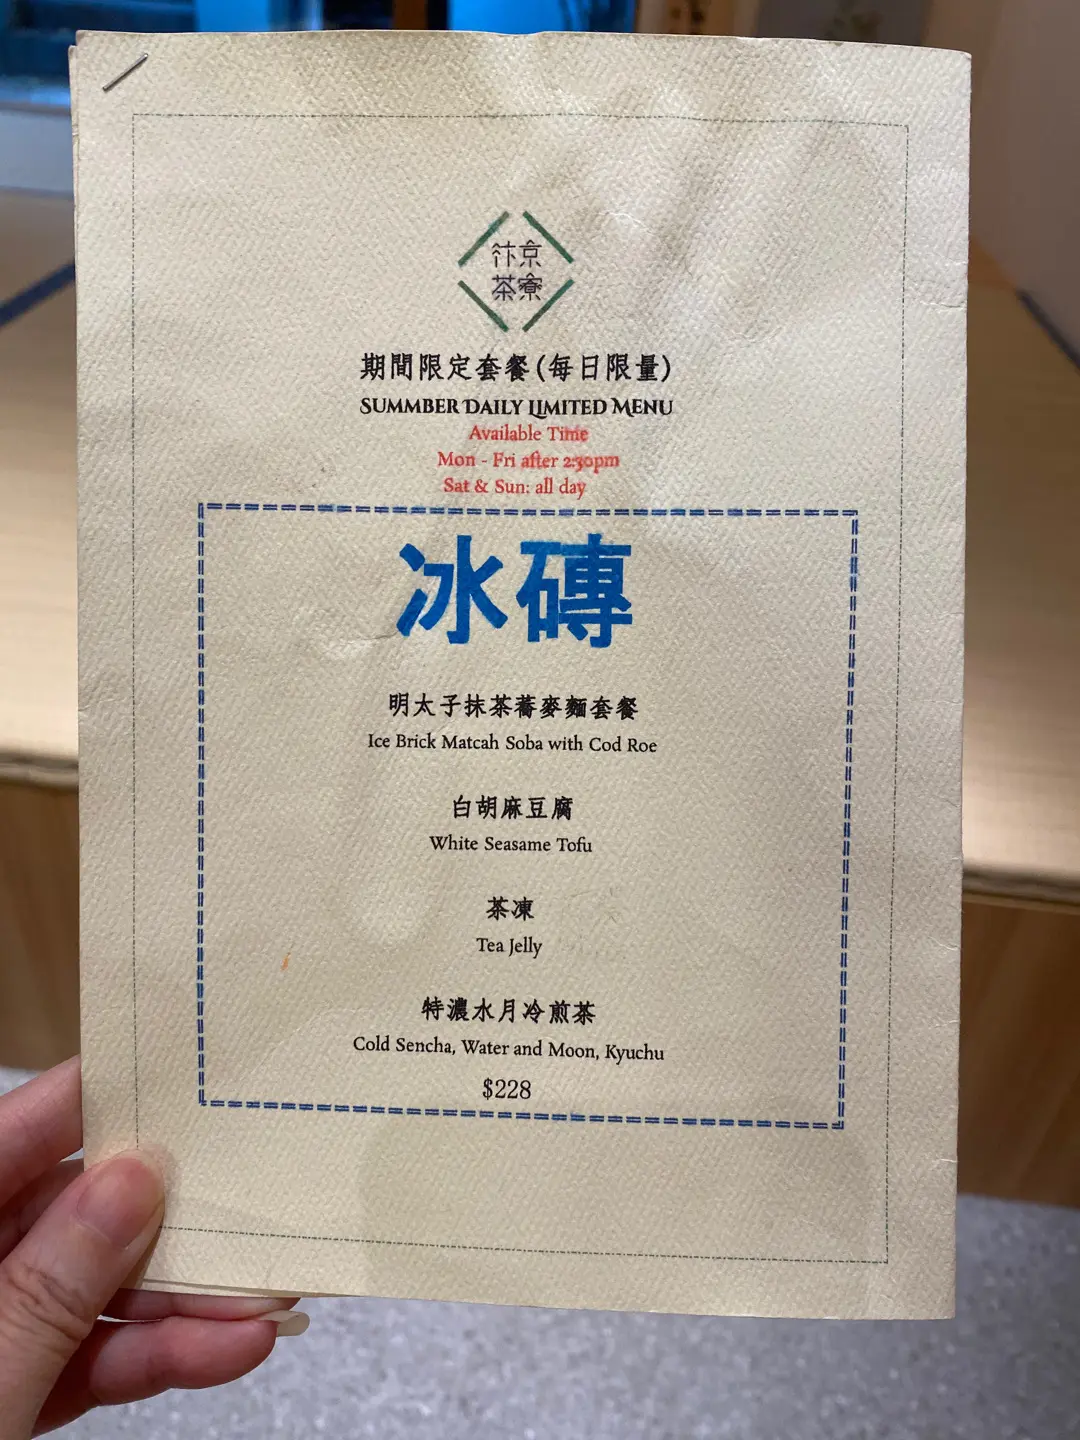 汴京
茶寮
期間限定套餐(每日限量)
SUMMBER DAILY LIMITED MENU
Available Time
Mon - Fri after 2:30pm
Sat & Sun: all day
冰磚
明太子抹茶蕎麥麵套餐
Ice Brick Matcah Soba with Cod Roe
白胡麻豆腐
White Seasame Tofu
茶凍
Tea Jelly
特濃水月冷煎茶
Cold Sencha, Water and Moon, Kyuchu
$228